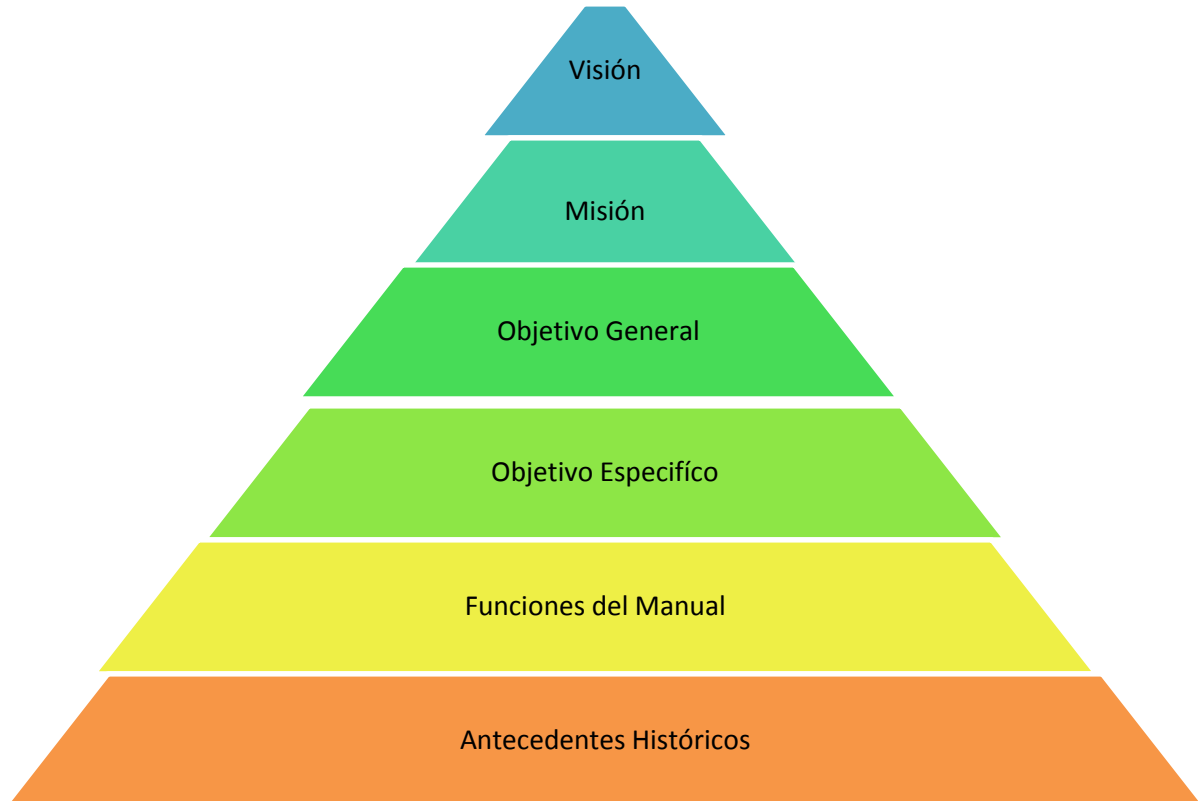 Visión
Misión
Objetivo General
Objetivo Especifíco
Funciones del Manual
Antecedentes Históricos